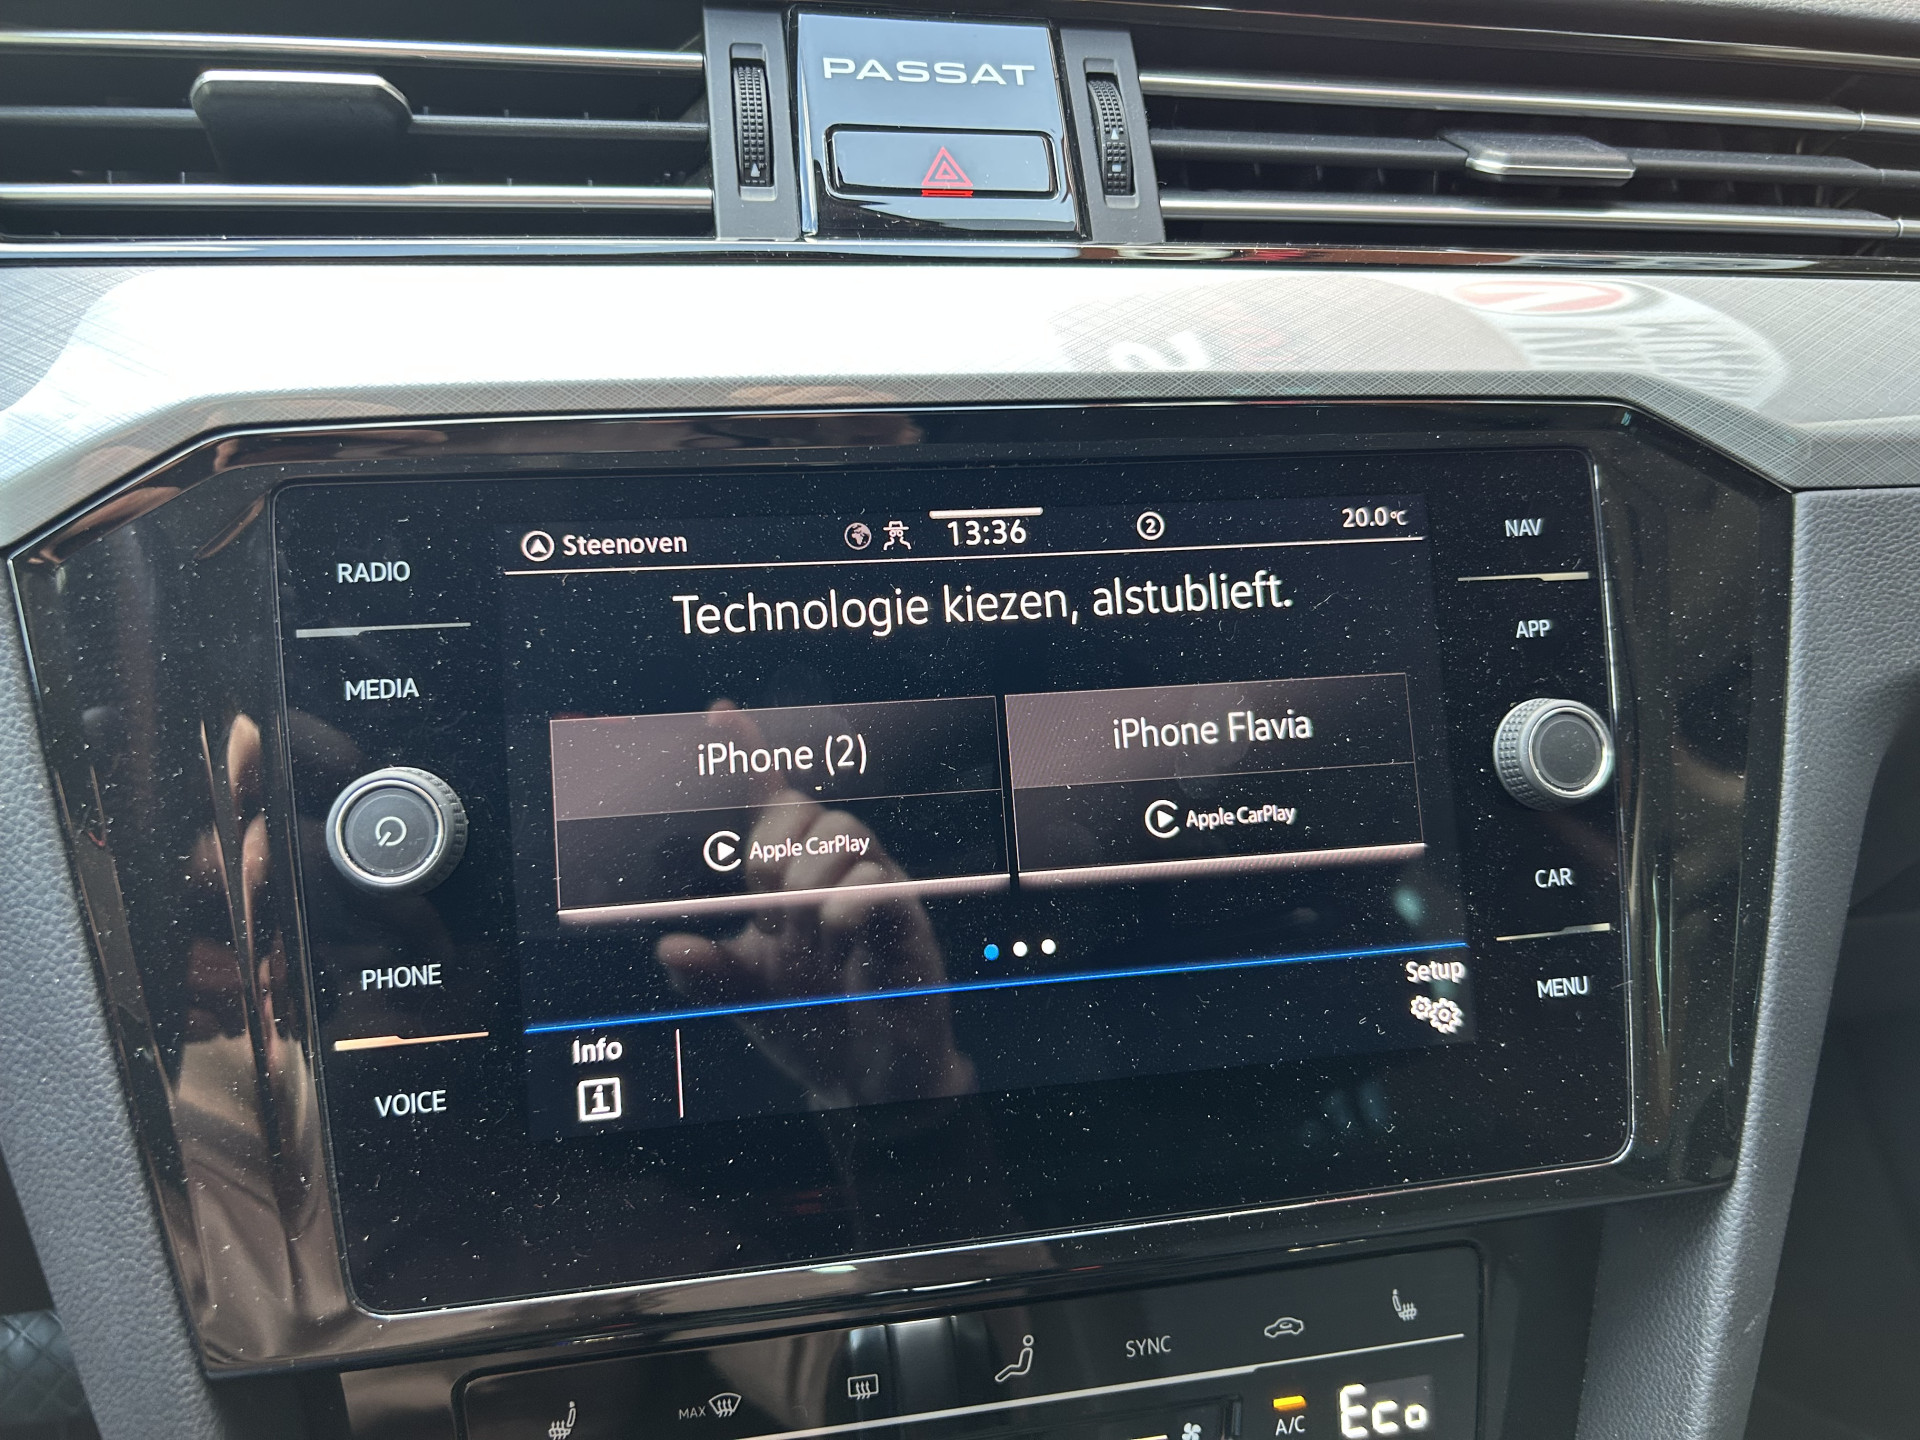 PASSAT
RADIO
MEDIA
PHONE
VOICE
Steenoven
13:36
2
20.0°C
Technologie kiezen, alstublieft.
iPhone (2)
Apple CarPlay
iPhone Flavia
Apple CarPlay
Setup
Info
i
NAV
APP
CAR
MENU
MAX
SYNC
A/C
Eco